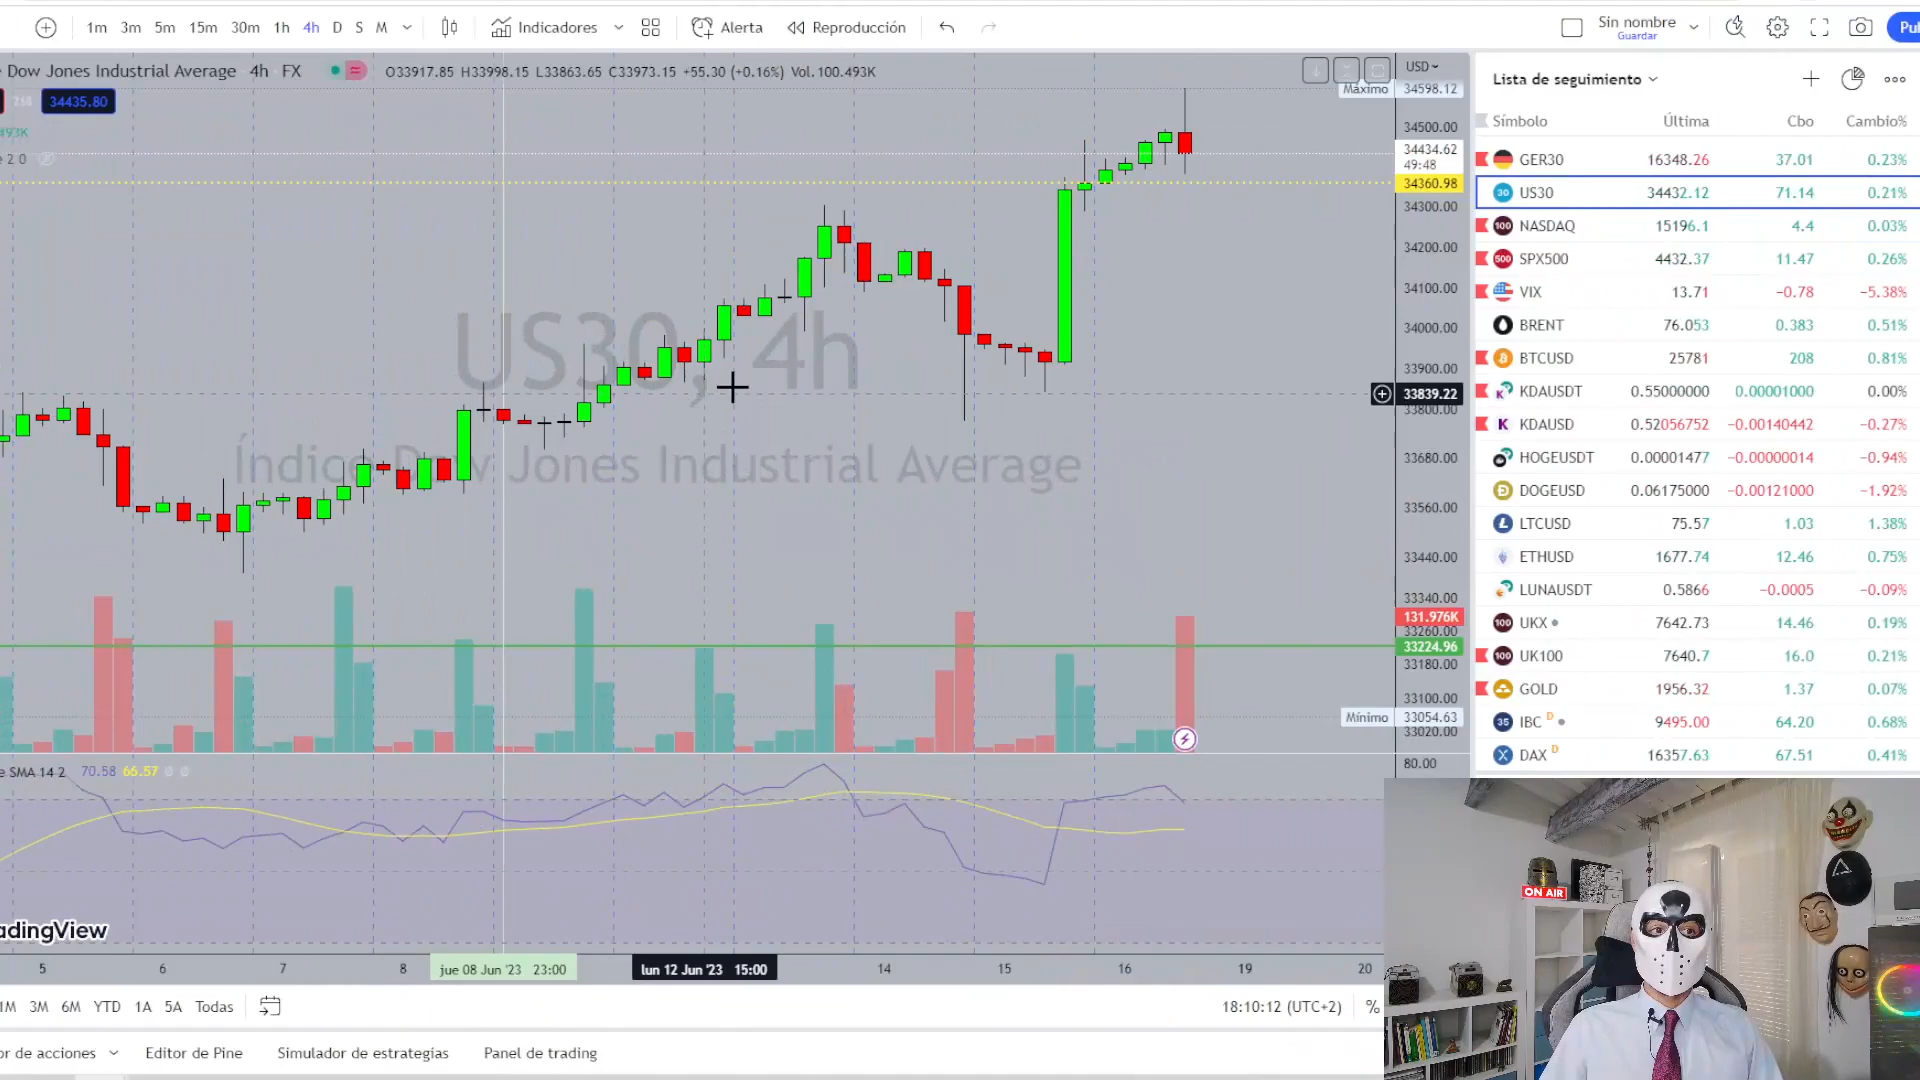 1m 3m 5m 15m 30m 1h 4h D S M Indicadores Alerta Reproducción Sin nombre Guardar
Dow Jones Industrial Average 4h FX O33917.85 H33998.15 L33863.65 C33973.15 +55.30 (+0.16%) Vol. 100.493K
34435.80
493K
2 0
US30, 4h
Índice Dow Jones Industrial Average
USD
Máximo 34598.12
34500.00
34434.62
49:48
34360.98
34300.00
34200.00
34100.00
34000.00
33900.00
33839.22
33800.00
33680.00
33560.00
33440.00
33340.00
131.976K
33260.00
33224.96
33180.00
33100.00
Mínimo 33054.63
33020.00
80.00
SMA 14 2 70.58 66.57
5 6 7 8 jue 08 Jun '23 23:00 lun 12 Jun '23 15:00 14 15 16 19 20
1M 3M 6M YTD 1A 5A Todas 18:10:12 (UTC+2) %
or de acciones Editor de Pine Simulador de estrategias Panel de trading
Lista de seguimiento
Símbolo Última Cbo Cambio%
GER30 16348.26 37.01 0.23%
30 US30 34432.12 71.14 0.21%
100 NASDAQ 15196.1 4.4 0.03%
500 SPX500 4432.37 11.47 0.26%
VIX 13.71 −0.78 −5.38%
BRENT 76.053 0.383 0.51%
BTCUSD 25781 208 0.81%
KDAUSDT 0.55000000 0.00001000 0.00%
KDAUSD 0.52056752 −0.00140442 −0.27%
HOGEUSDT 0.00001477 −0.00000014 −0.94%
DOGEUSD 0.06175000 −0.00121000 −1.92%
LTCUSD 75.57 1.03 1.38%
ETHUSD 1677.74 12.46 0.75%
LUNAUSDT 0.5866 −0.0005 −0.09%
100 UKX 7642.73 14.46 0.19%
100 UK100 7640.7 16.0 0.21%
GOLD 1956.32 1.37 0.07%
35 IBC D 9495.00 64.20 0.68%
DAX D 16357.63 67.51 0.41%
ON AIR